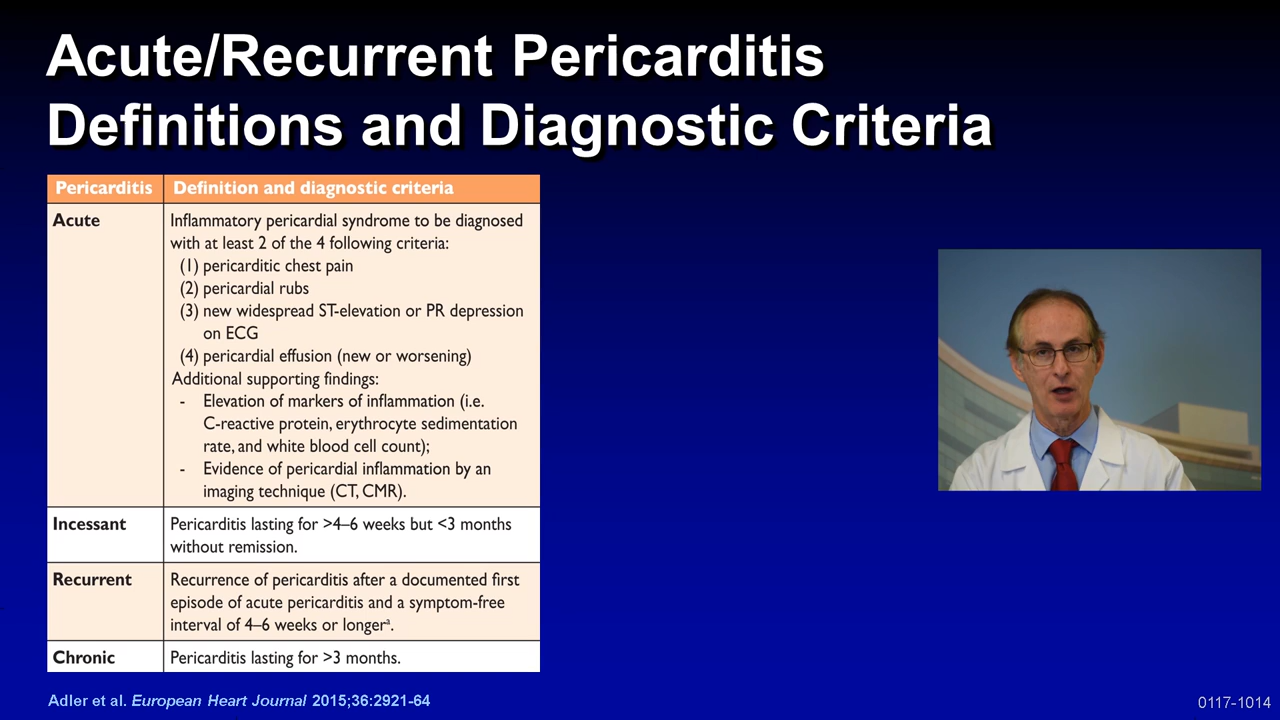 Acute/Recurrent Pericarditis
Definitions and Diagnostic Criteria
Pericarditis Definition and diagnostic criteria
Acute Inflammatory pericardial syndrome to be diagnosed
with at least 2 of the 4 following criteria:
(1) pericarditic chest pain
(2) pericardial rubs
(3) new widespread ST-elevation or PR depression
on ECG
(4) pericardial effusion (new or worsening)
Additional supporting findings:
- Elevation of markers of inflammation (i.e.
C-reactive protein, erythrocyte sedimentation
rate, and white blood cell count);
- Evidence of pericardial inflammation by an
imaging technique (CT, CMR).
Incessant Pericarditis lasting for >4–6 weeks but <3 months
without remission.
Recurrent Recurrence of pericarditis after a documented first
episode of acute pericarditis and a symptom-free
interval of 4–6 weeks or longerª.
Chronic Pericarditis lasting for >3 months.
Adler et al. European Heart Journal 2015;36:2921-64
0117-1014